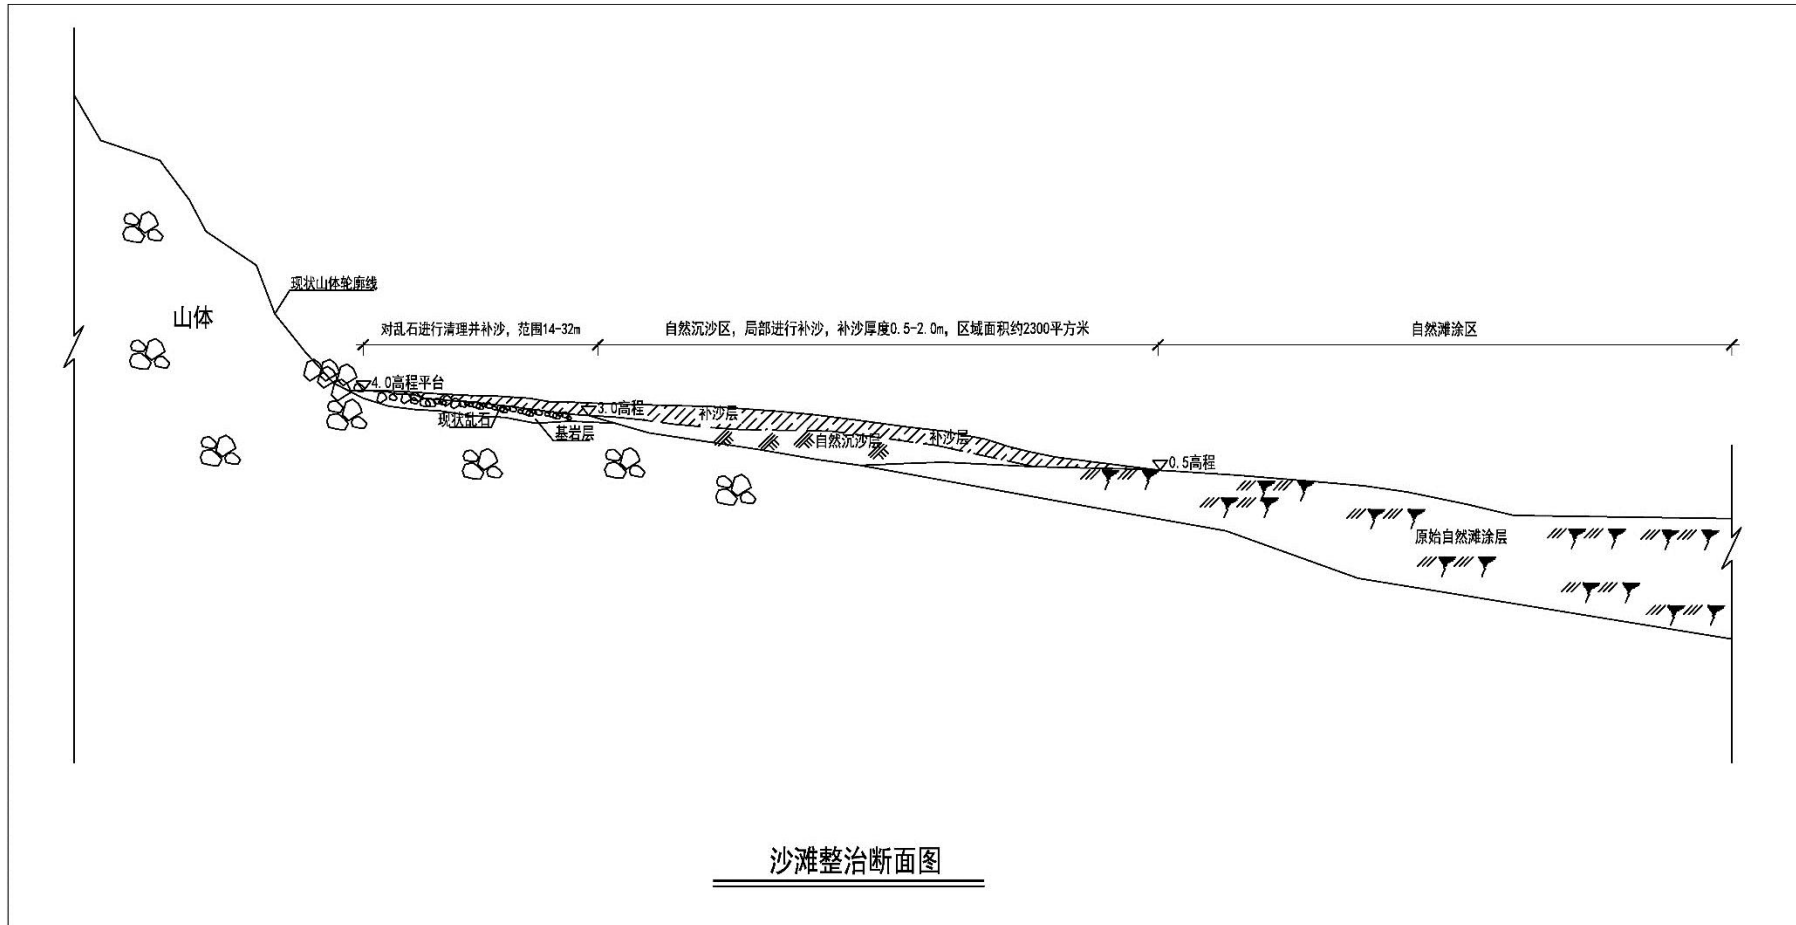 现状山体轮廓线
山体
对乱石进行清理并补沙，范围14-32m
自然沉沙区，局部进行补沙，补沙厚度0.5-2.0m，区域面积约2300平方米
自然滩涂区
4.0高程平台
3.0高程
补沙层
现状乱石
基岩层
自然沉沙层
补沙层
0.5高程
原始自然滩涂层
沙滩整治断面图